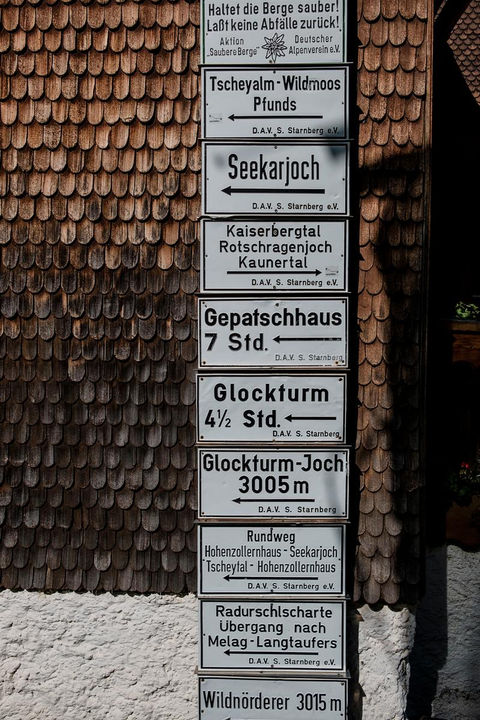 Haltet die Berge sauber!
Laßt keine Abfälle zurück!
Aktion Deutscher
„Saubere Berge" Alpenverein e.V.
Tscheyalm-Wildmoos
Pfunds
D.A.V. S. Starnberg e.V.
Seekarjoch
D.A.V. S. Starnberg e.V.
Kaiserbergtal
Rotschragenjoch
Kaunertal
D.A.V. S. Starnberg e.V.
Gepatschhaus
7 Std.
D.A.V. S. Starnberg
Glockturm
4½ Std.
D.A.V. S. Starnberg
Glockturm-Joch
3005 m
D.A.V. S. Starnberg
Rundweg
Hohenzollernhaus - Seekarjoch
Tscheytal - Hohenzollernhaus
D.A.V. S. Starnberg e.V.
Radurschlscharte
Übergang nach
Melag-Langtaufers
D.A.V. S. Starnberg e.V.
Wildnörderer 3015 m